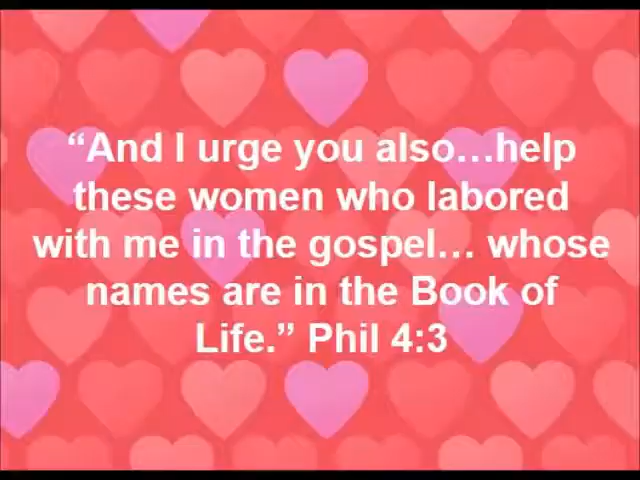 “And I urge you also…help
these women who labored
with me in the gospel… whose
names are in the Book of
Life.” Phil 4:3